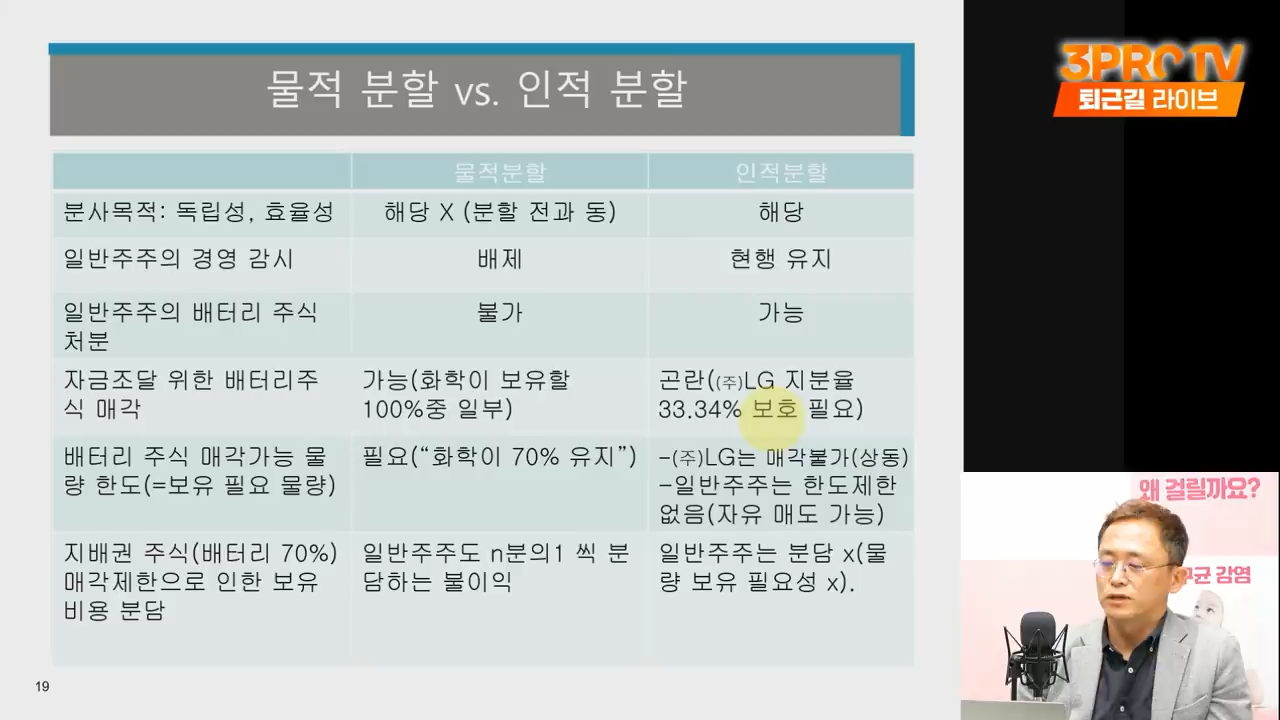 3PRO TV
퇴근길 라이브
물적 분할 vs. 인적 분할
물적분할
인적분할
분사목적: 독립성, 효율성
해당 X (분할 전과 동)
해당
일반주주의 경영 감시
배제
현행 유지
일반주주의 배터리 주식
처분
불가
가능
자금조달 위한 배터리주
식 매각
가능(화학이 보유할
100%중 일부)
곤란((주)LG 지분율
33.34% 보호 필요)
배터리 주식 매각가능 물
량 한도(=보유 필요 물량)
필요(“화학이 70% 유지”)
-(주)LG는 매각불가(상동)
-일반주주는 한도제한
없음(자유 매도 가능)
지배권 주식(배터리 70%)
매각제한으로 인한 보유
비용 분담
일반주주도 n분의1 씩 분
담하는 불이익
일반주주는 분담 x(물
량 보유 필요성 x).
19
왜 걸릴까요?
균 감염